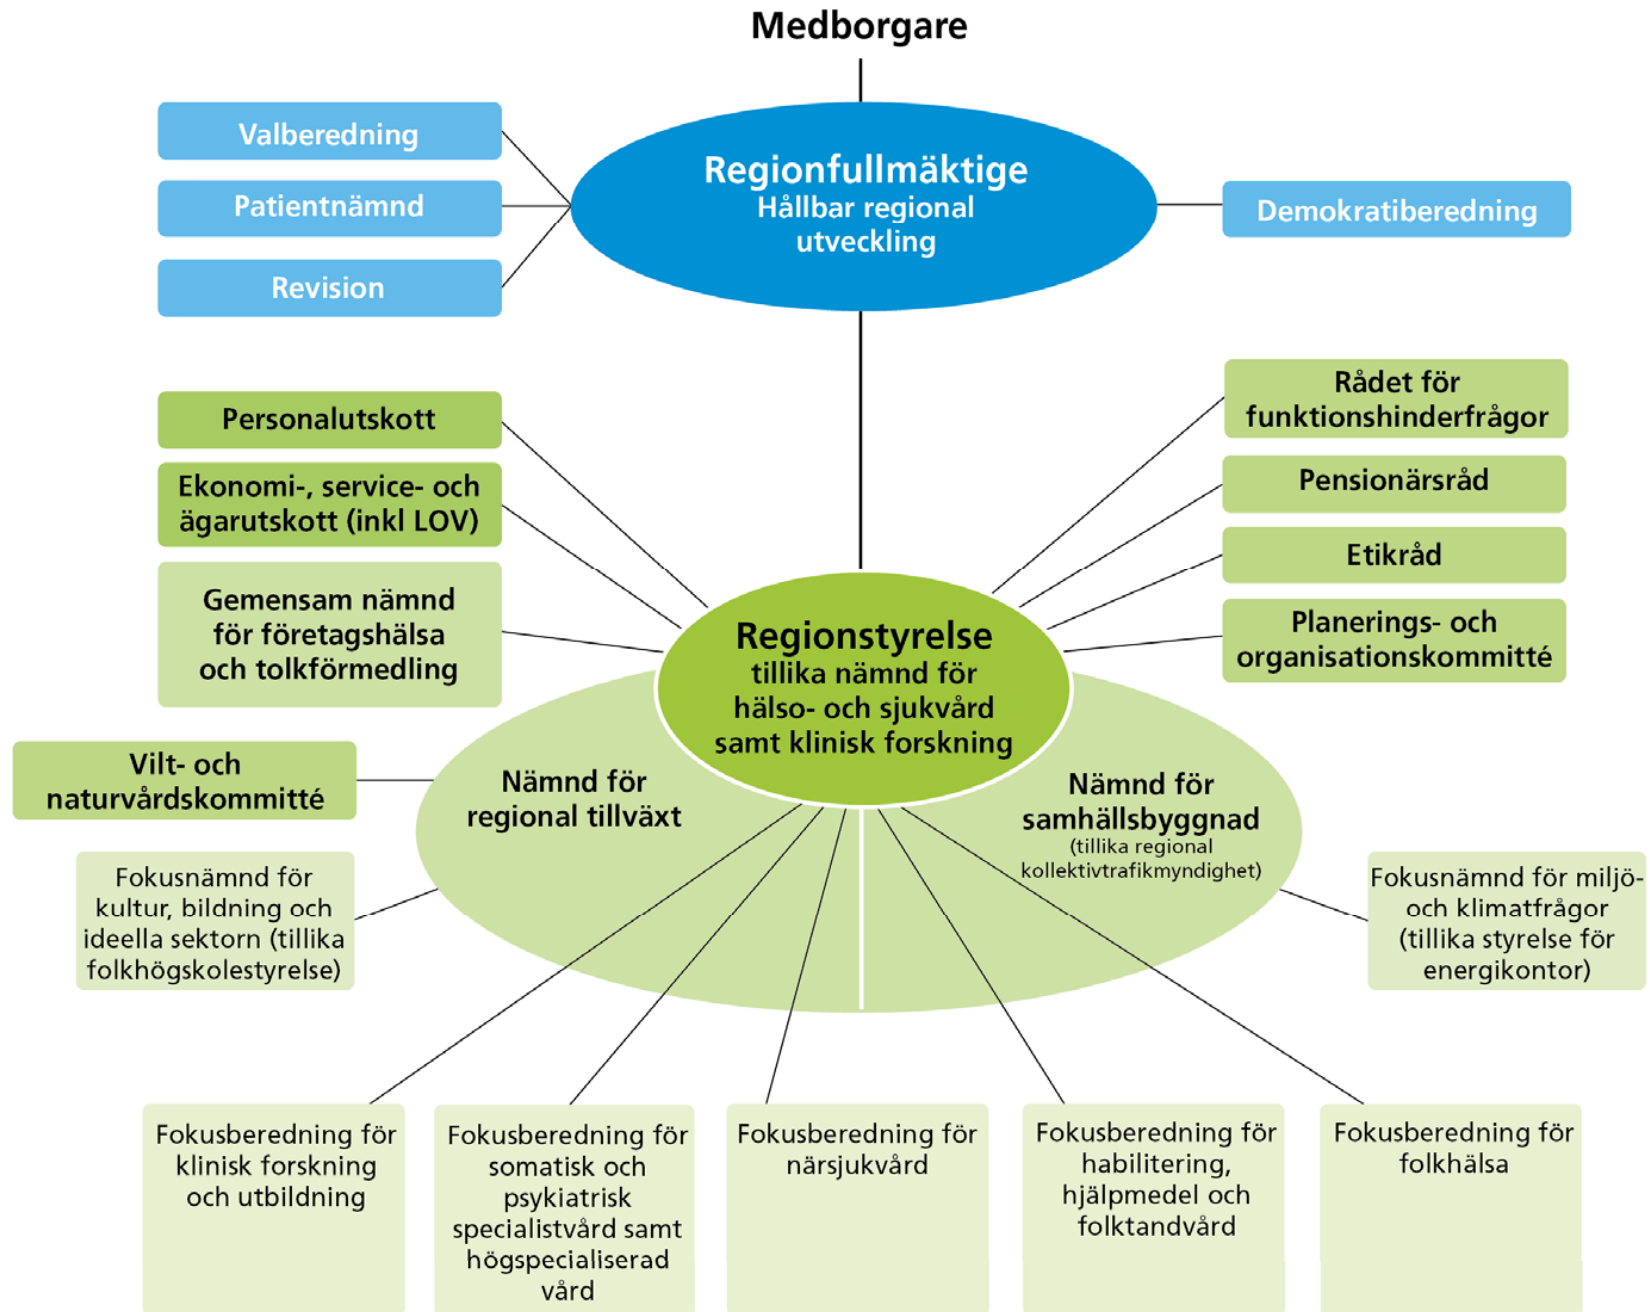 Medborgare
Valberedning
Patientnämnd
Revision
Regionfullmäktige
Hållbar regional
utveckling
Demokratiberedning
Personalutskott
Ekonomi-, service- och
ägarutskott (inkl LOV)
Gemensam nämnd
för företagshälsa
och tolkförmedling
Rådet för
funktionshinderfrågor
Pensionärsråd
Etikråd
Planerings- och
organisationskommitté
Regionstyrelse
tillika nämnd för
hälso- och sjukvård
samt klinisk forskning
Vilt- och
naturvårdskommitté
Nämnd för
regional tillväxt
Nämnd för
samhällsbyggnad
(tillika regional
kollektivtrafikmyndighet)
Fokusnämnd för
kultur, bildning och
ideella sektorn (tillika
folkhögskolestyrelse)
Fokusnämnd för miljö-
och klimatfrågor
(tillika styrelse för
energikontor)
Fokusberedning för
klinisk forskning
och utbildning
Fokusberedning för
somatisk och
psykiatrisk
specialistvård samt
högspecialiserad
vård
Fokusberedning för
närsjukvård
Fokusberedning för
habilitering,
hjälpmedel och
folktandvård
Fokusberedning för
folkhälsa